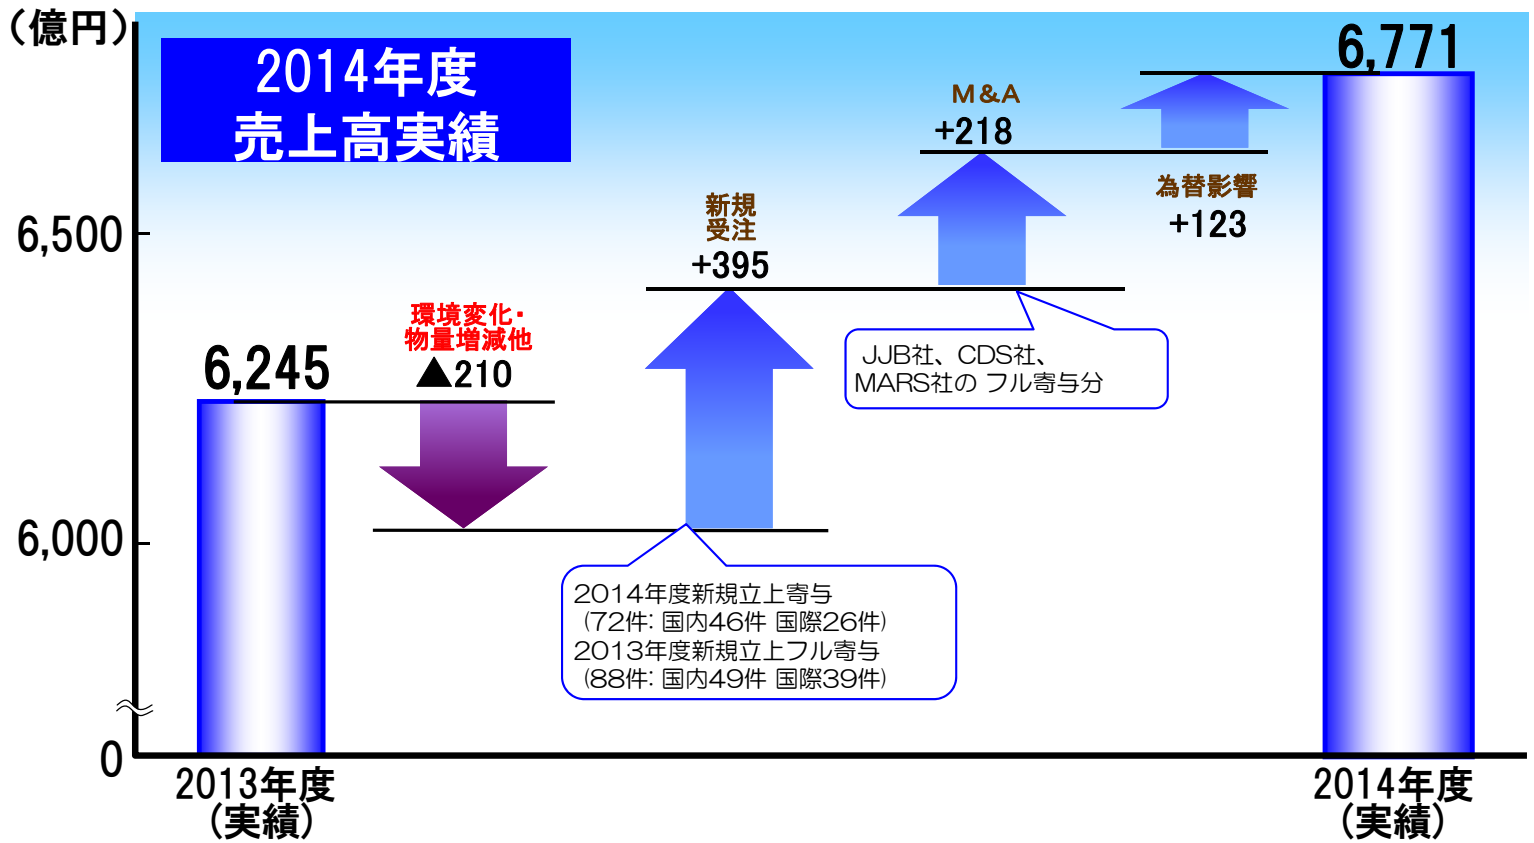 (億円)
2014年度
売上高実績
6,771
M&A
+218
為替影響
+123
新規
受注
+395
6,500
環境変化・
物量増減他
▲210
6,245
JJB社、CDS社、
MARS社の フル寄与分
6,000
2014年度新規立上寄与
(72件: 国内46件 国際26件)
2013年度新規立上フル寄与
(88件: 国内49件 国際39件)
0
2013年度
(実績)
2014年度
(実績)